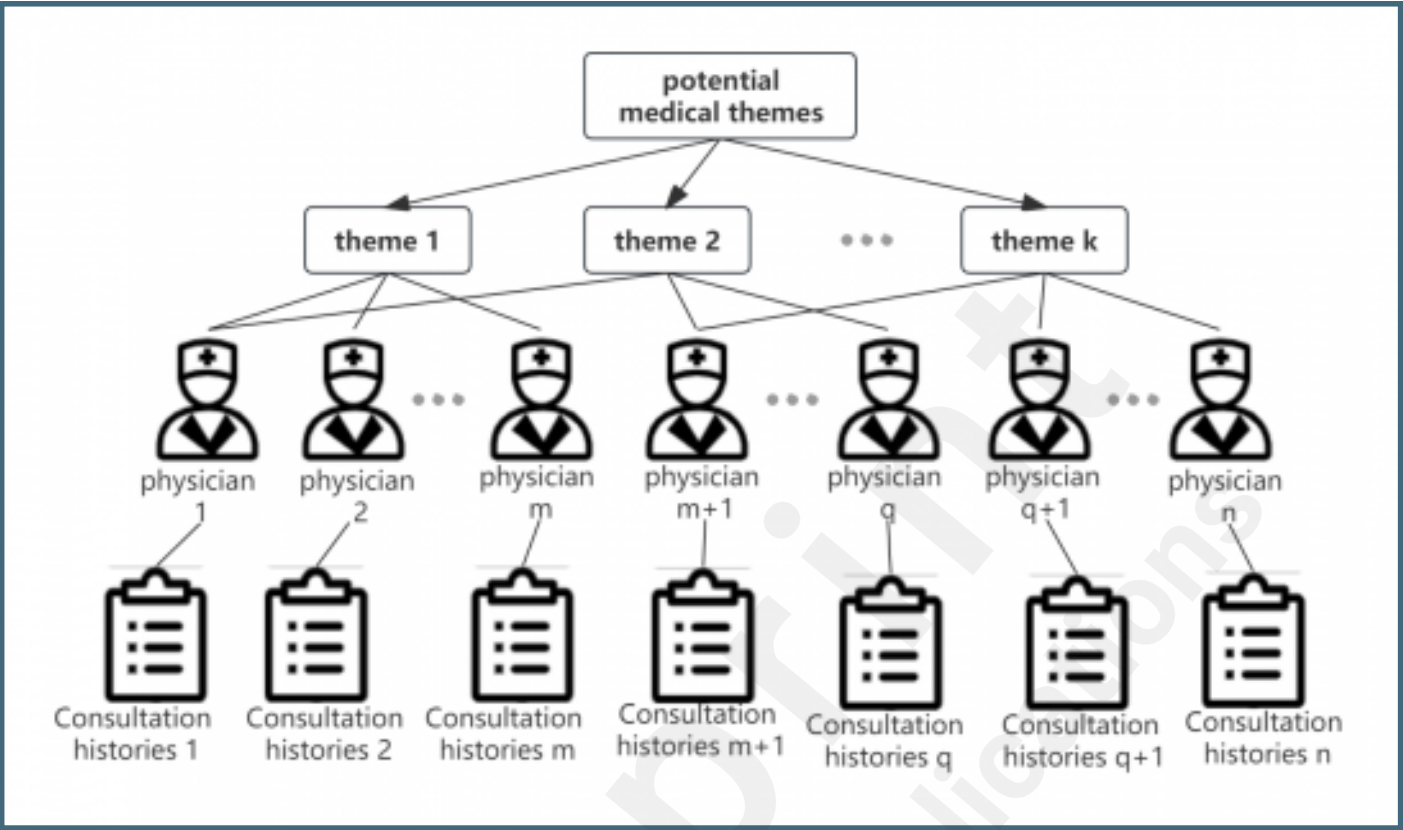 potential
medical themes
theme 1
theme 2
theme k
physician
1
physician
2
physician
m
physician
m+1
physician
q
physician
q+1
physician
n
Consultation
histories 1
Consultation
histories 2
Consultation
histories m
Consultation
histories m+1
Consultation
histories q
Consultation
histories q+1
Consultation
histories n